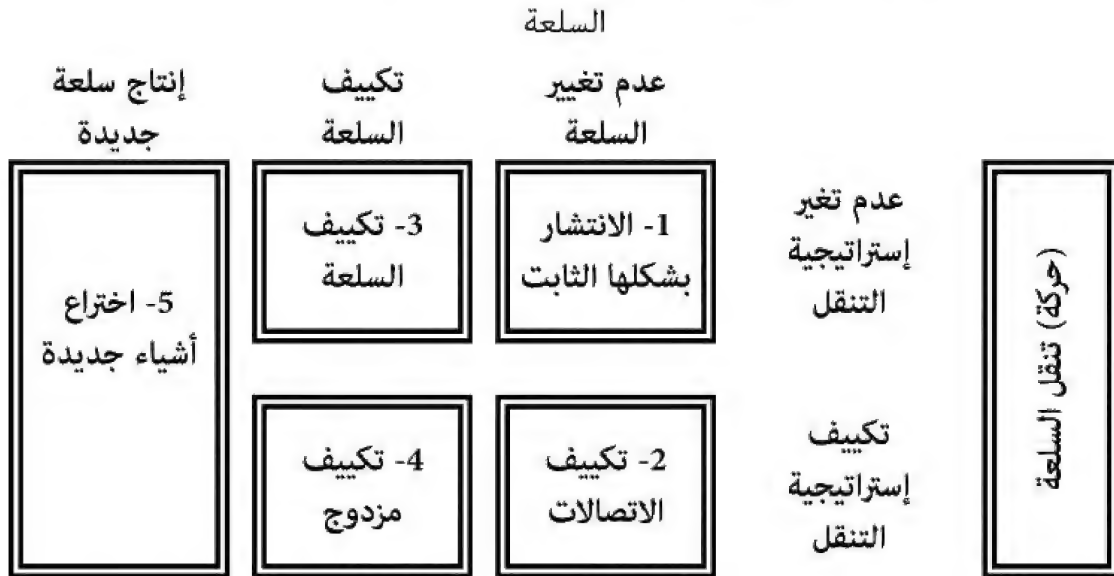 السلعة
عدم تغيير
السلعة
تكييف
السلعة
إنتاج سلعة
جديدة
(حركة) تنقل السلعة
عدم تغير
إستراتيجية
التنقل
1- الانتشار
بشكلها الثابت
3- تكييف
السلعة
5- اختراع
أشياء جديدة
تكييف
إستراتيجية
التنقل
2- تكييف
الاتصالات
4- تكييف
مزدوج